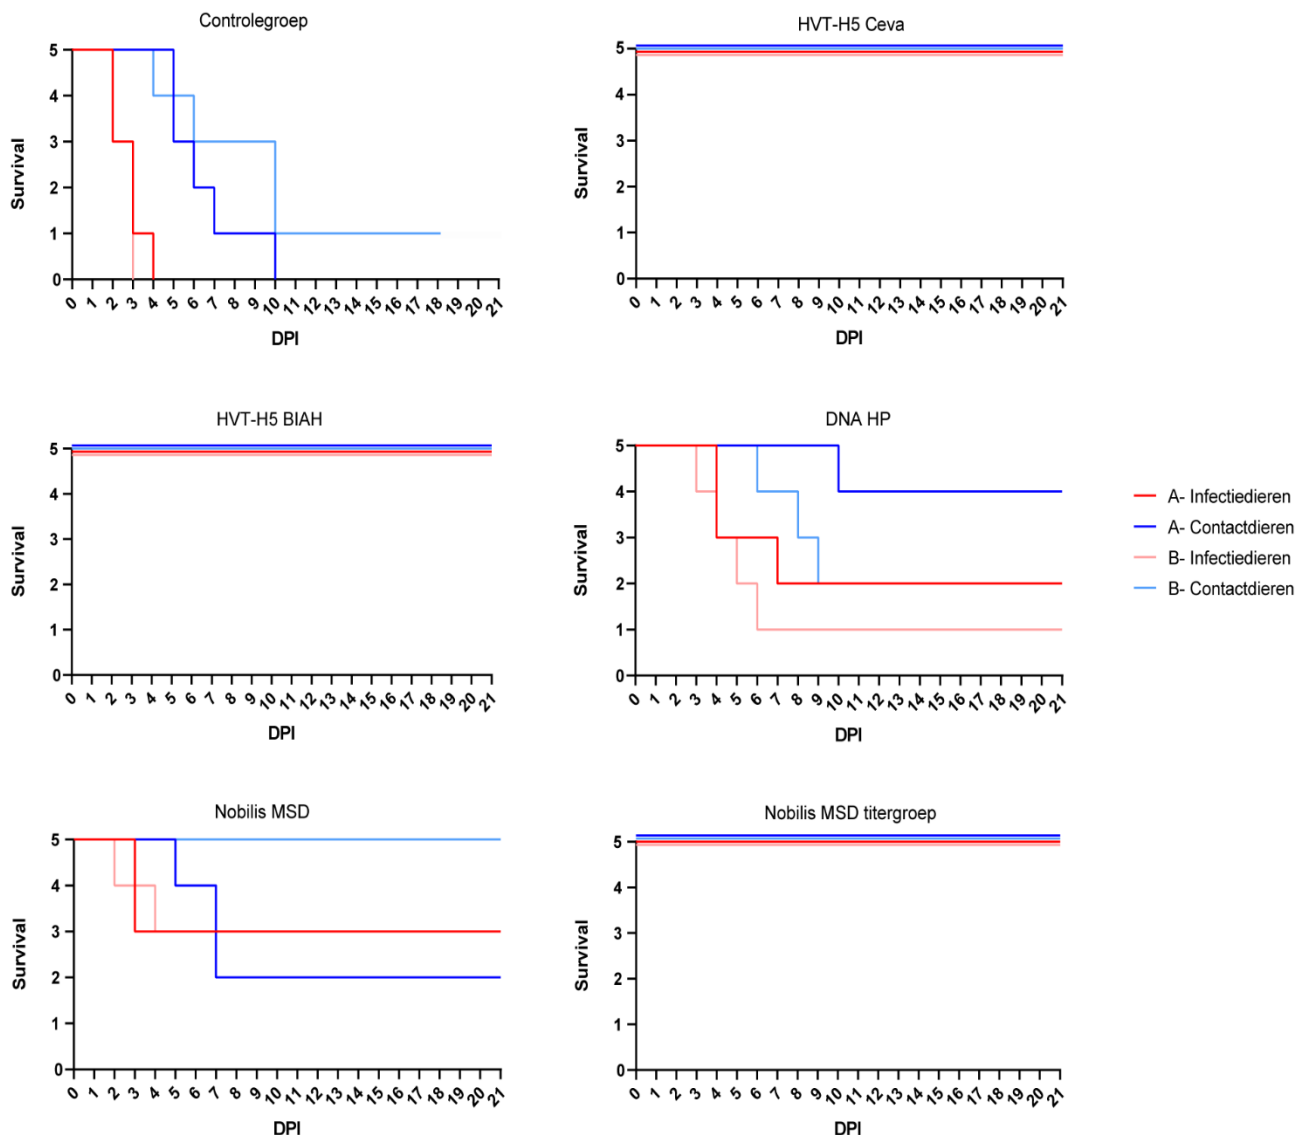 Controlegroep
5
4
3
2
1
0
Survival
0 1 2 3 4 5 6 7 8 9 10 11 12 13 14 15 16 17 18 19 20 21
DPI
HVT-H5 Ceva
5
4
3
2
1
0
Survival
0 1 2 3 4 5 6 7 8 9 10 11 12 13 14 15 16 17 18 19 20 21
DPI
HVT-H5 BIAH
5
4
3
2
1
0
Survival
0 1 2 3 4 5 6 7 8 9 10 11 12 13 14 15 16 17 18 19 20 21
DPI
DNA HP
5
4
3
2
1
0
Survival
0 1 2 3 4 5 6 7 8 9 10 11 12 13 14 15 16 17 18 19 20 21
DPI
A- Infectiedieren
A- Contactdieren
B- Infectiedieren
B- Contactdieren
Nobilis MSD
5
4
3
2
1
0
Survival
0 1 2 3 4 5 6 7 8 9 10 11 12 13 14 15 16 17 18 19 20 21
DPI
Nobilis MSD titergroep
5
4
3
2
1
0
Survival
0 1 2 3 4 5 6 7 8 9 10 11 12 13 14 15 16 17 18 19 20 21
DPI